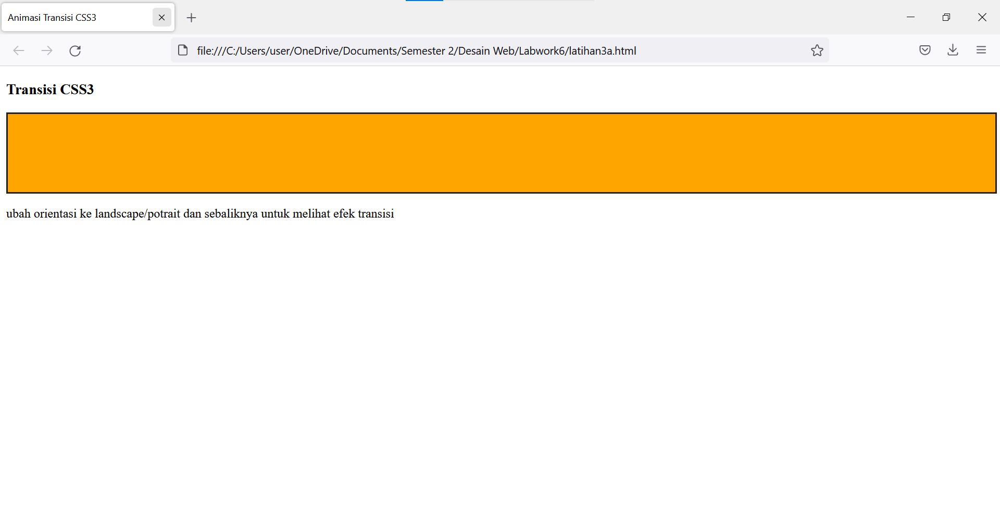 Animasi Transisi CSS3
file:///C:/Users/user/OneDrive/Documents/Semester 2/Desain Web/Labwork6/latihan3a.html
Transisi CSS3
ubah orientasi ke landscape/potrait dan sebaliknya untuk melihat efek transisi